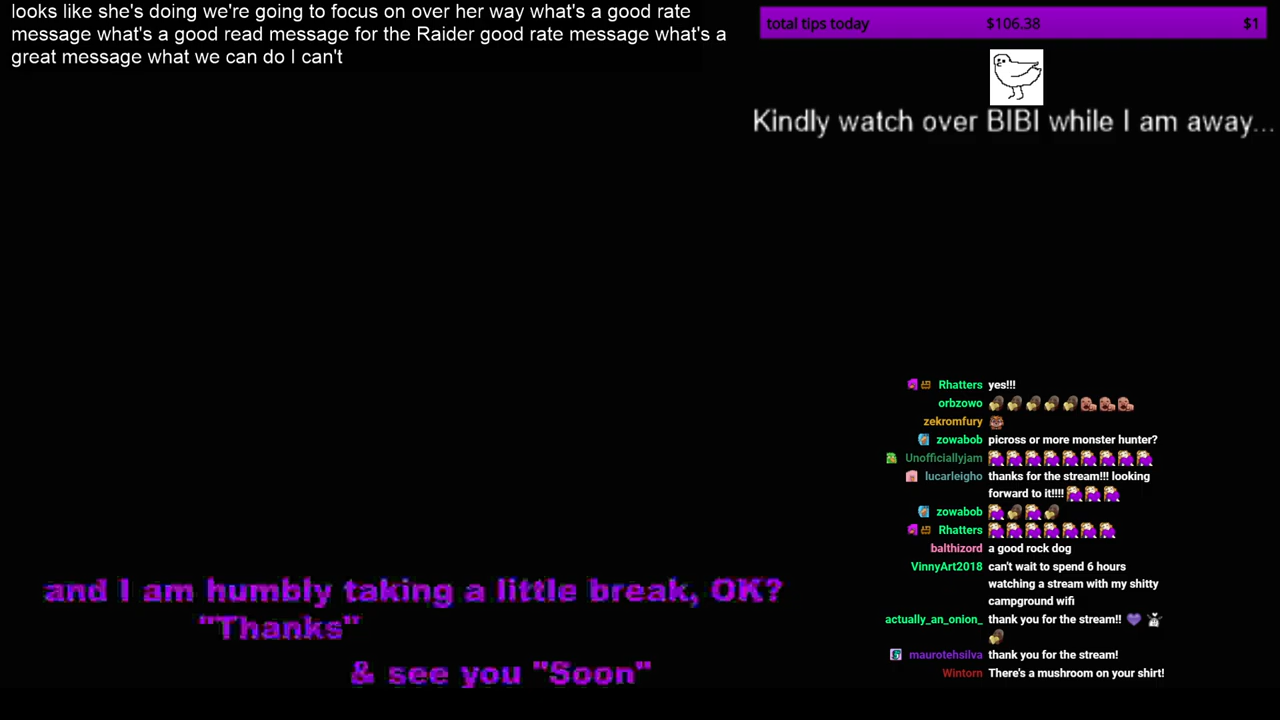 looks like she's doing we're going to focus on over her way what's a good rate
message what's a good read message for the Raider good rate message what's a
great message what we can do I can't
total tips today $106.38 $1
Kindly watch over BIBI while I am away...
Rhatters yes!!!
orbzowo
zekromfury
zowabob picross or more monster hunter?
Unofficiallyjam
lucarleigho thanks for the stream!!! looking
forward to it!!!!
zowabob
Rhatters
balthizord a good rock dog
VinnyArt2018 can't wait to spend 6 hours
watching a stream with my shitty
campground wifi
actually_an_onion_ thank you for the stream!!
maurotehsilva thank you for the stream!
Wintorn There's a mushroom on your shirt!
and I am humbly taking a little break, OK?
"Thanks"
& see you "Soon"